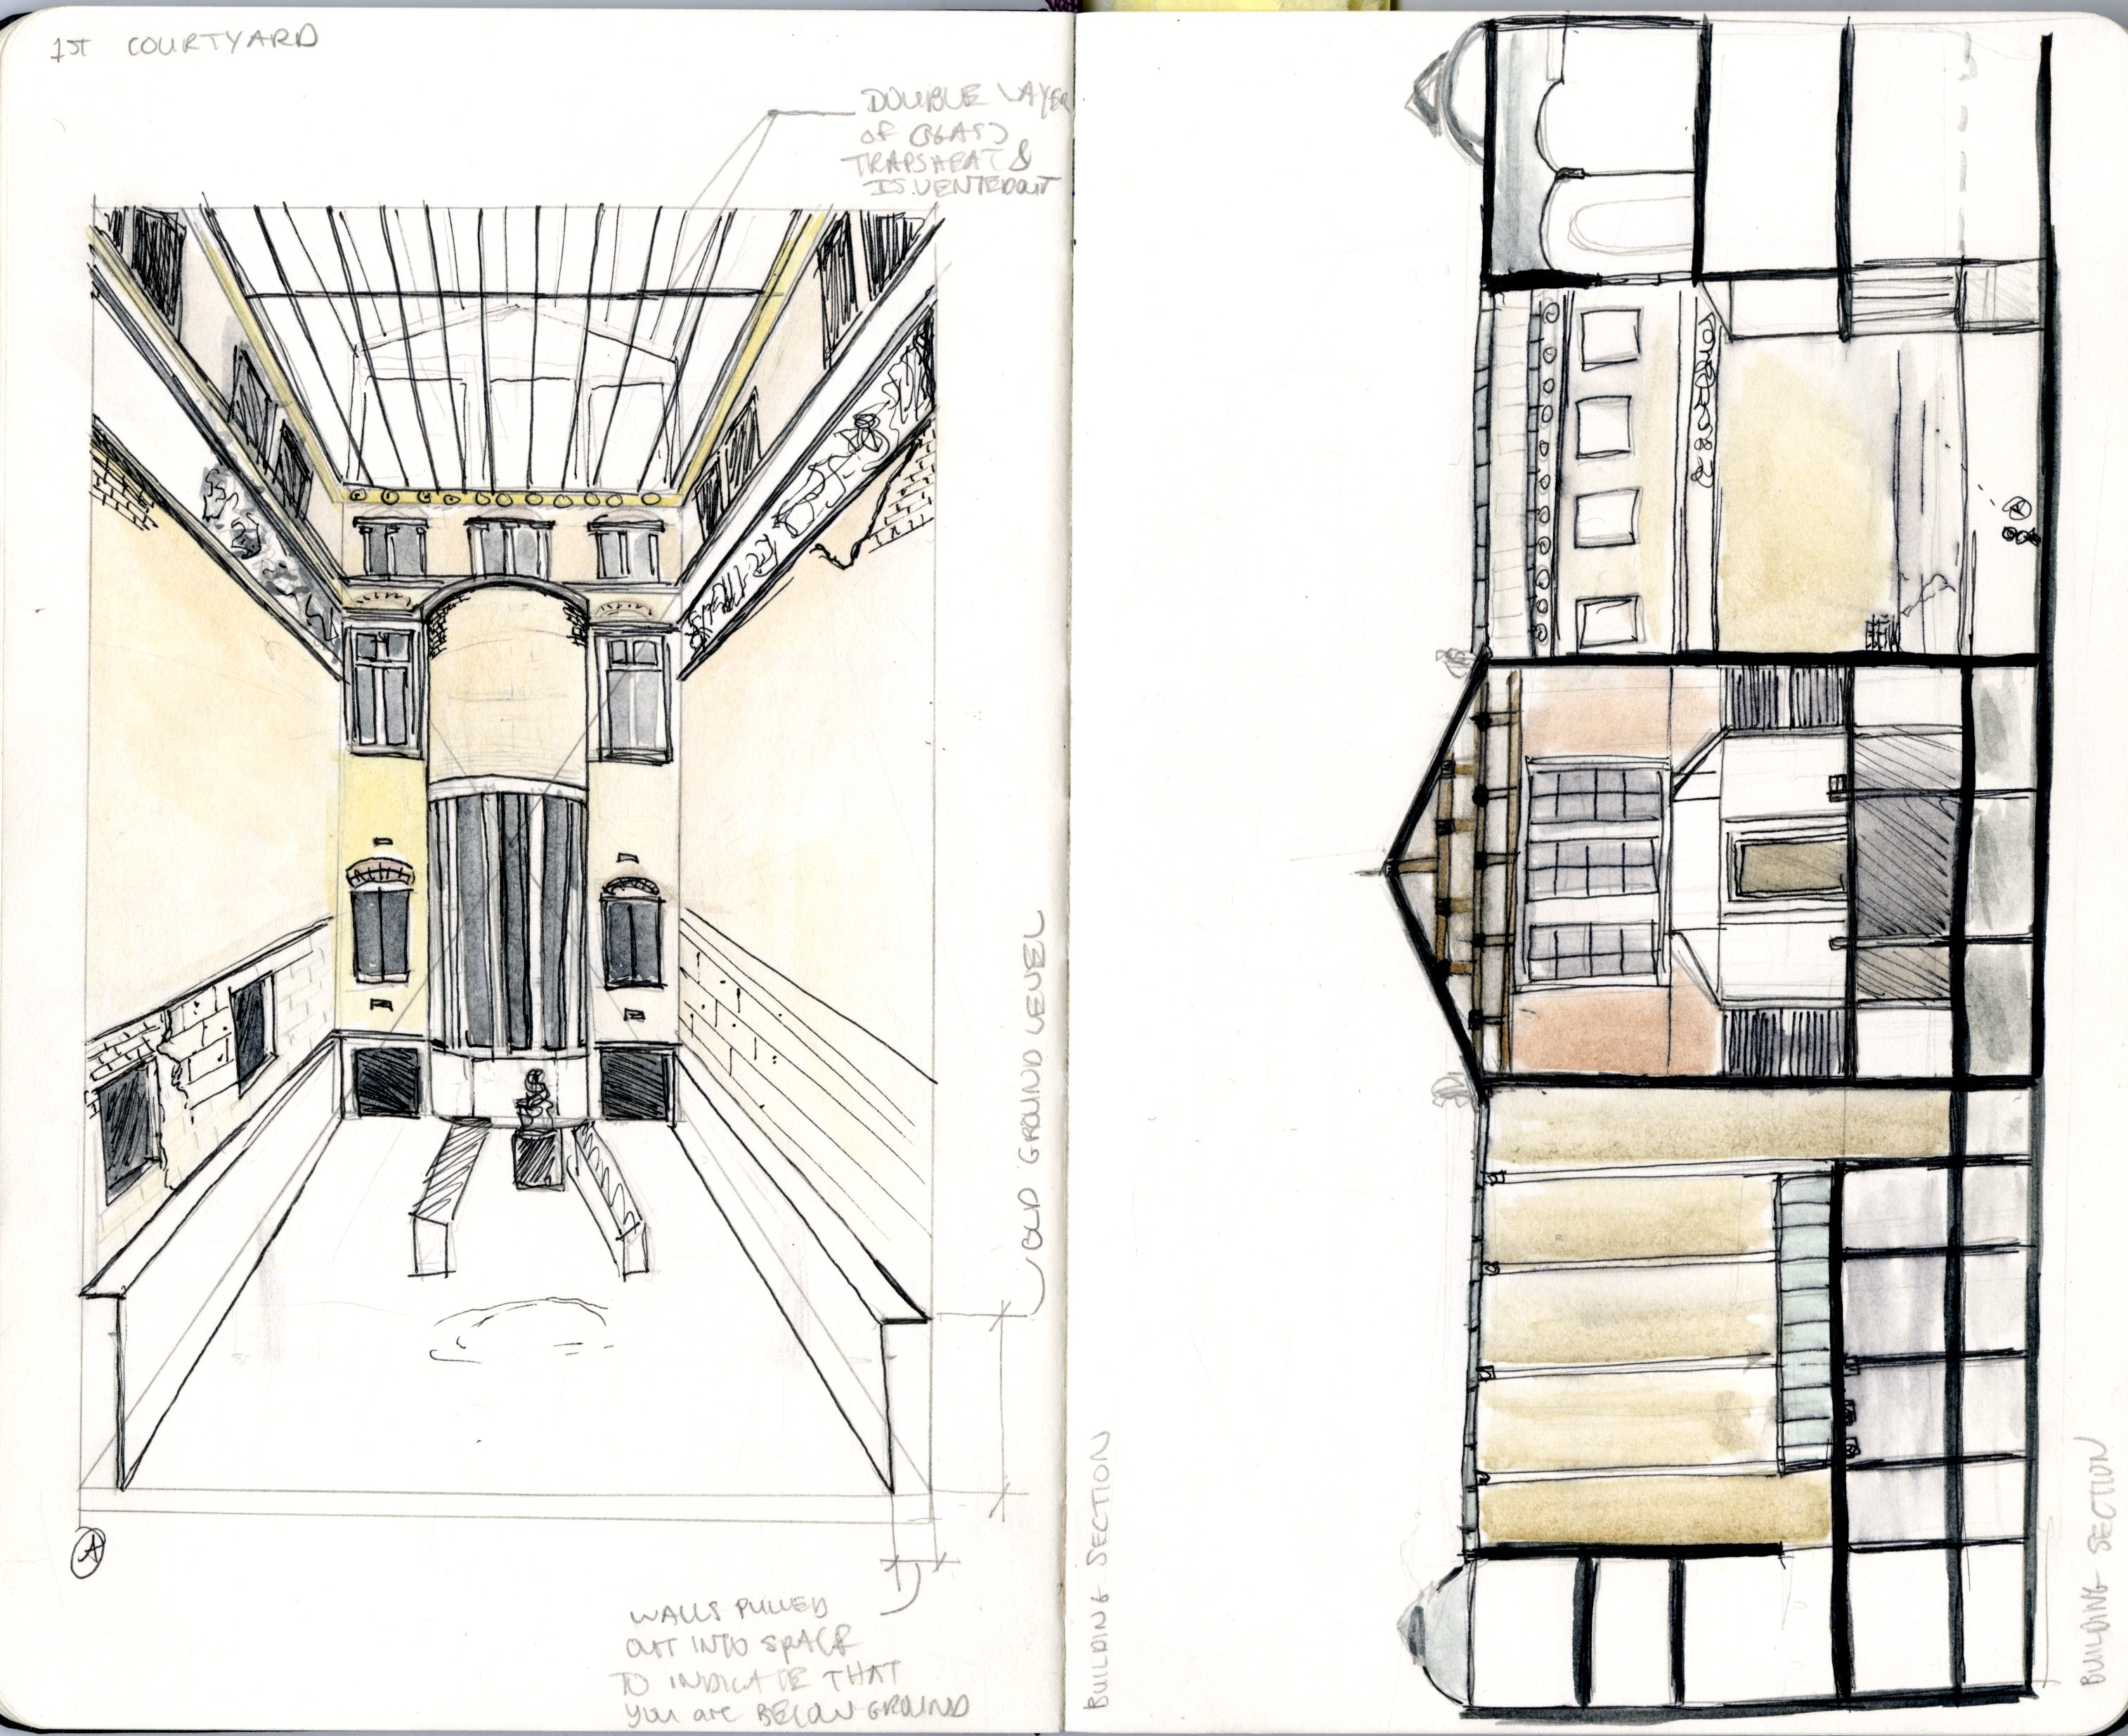 1ST COURTYARD
DOUBLE LAYER
OF GLASS
TRAPS HEAT &
IS VENTED OUT
OLD GROUND LEVEL
A
WALLS PULLED
OUT INTO SPACE
TO INDICATE THAT
YOU are BELOW GROUND
BUILDING SECTION
A
BUILDING SECTION